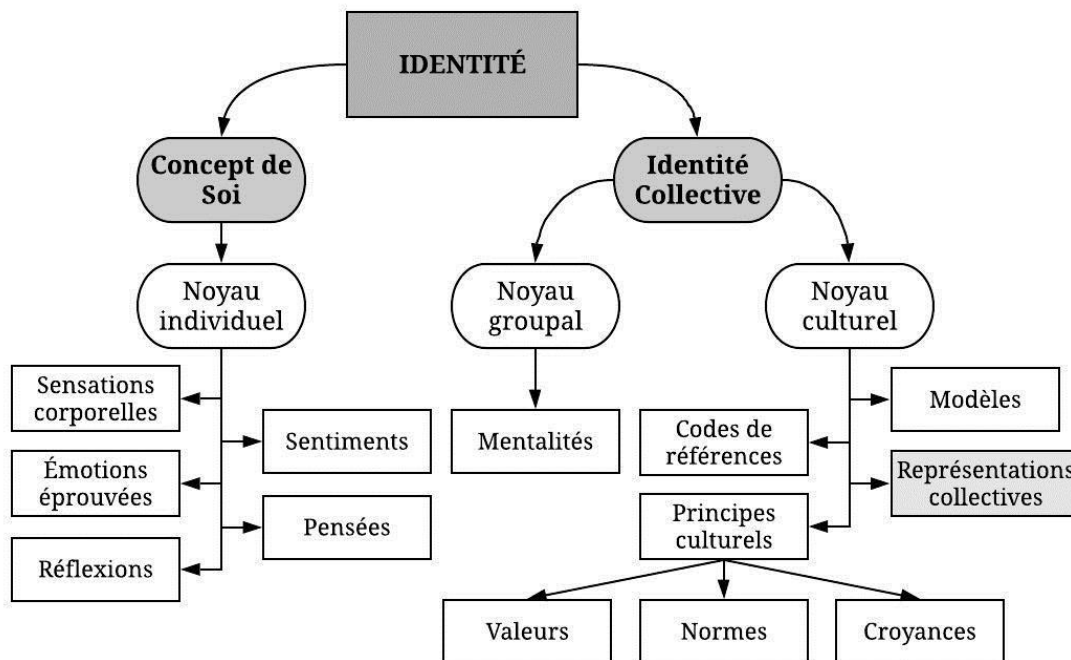 IDENTITÉ
Concept de
Soi
Identité
Collective
Noyau
individuel
Noyau
groupal
Noyau
culturel
Sensations
corporelles
Sentiments
Émotions
éprouvées
Pensées
Réflexions
Mentalités
Modèles
Codes de
références
Représentations
collectives
Principes
culturels
Valeurs
Normes
Croyances